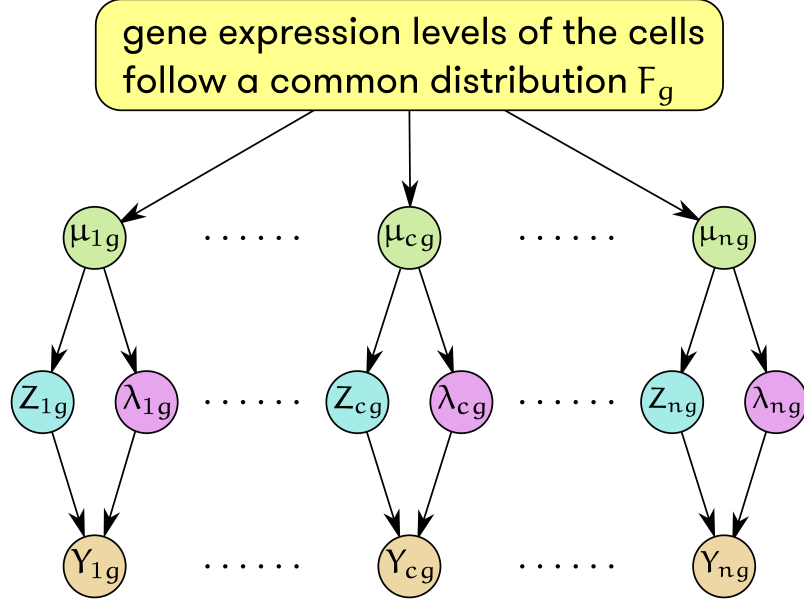 gene expression levels of the cells
follow a common distribution F_g
μ_1g ...... μ_cg ...... μ_ng
Z_1g λ_1g ...... Z_cg λ_cg ...... Z_ng λ_ng
Y_1g ...... Y_cg ...... Y_ng